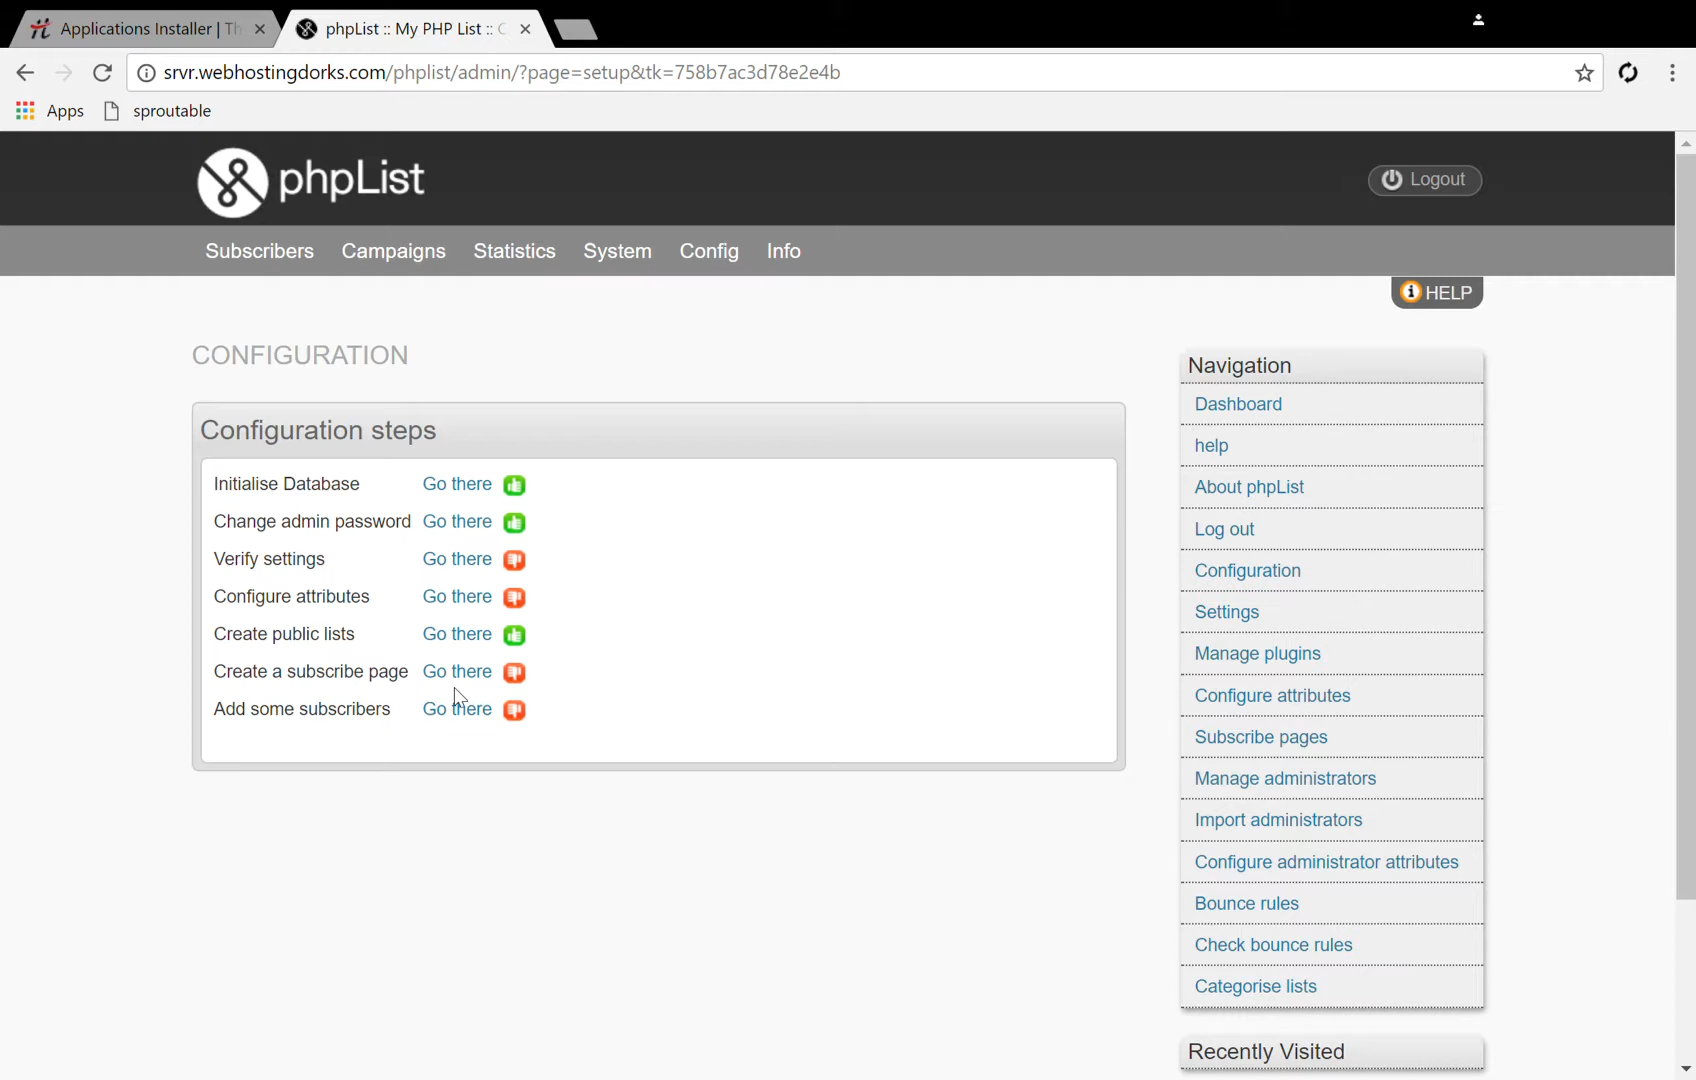 Applications Installer | Th
phpList :: My PHP List :: C
srvr.webhostingdorks.com/phplist/admin/?page=setup&tk=758b7ac3d78e2e4b
Apps sproutable
phpList
Logout
Subscribers Campaigns Statistics System Config Info
HELP
CONFIGURATION
Configuration steps
Initialise Database Go there
Change admin password Go there
Verify settings Go there
Configure attributes Go there
Create public lists Go there
Create a subscribe page Go there
Add some subscribers Go there
Navigation
Dashboard
help
About phpList
Log out
Configuration
Settings
Manage plugins
Configure attributes
Subscribe pages
Manage administrators
Import administrators
Configure administrator attributes
Bounce rules
Check bounce rules
Categorise lists
Recently Visited